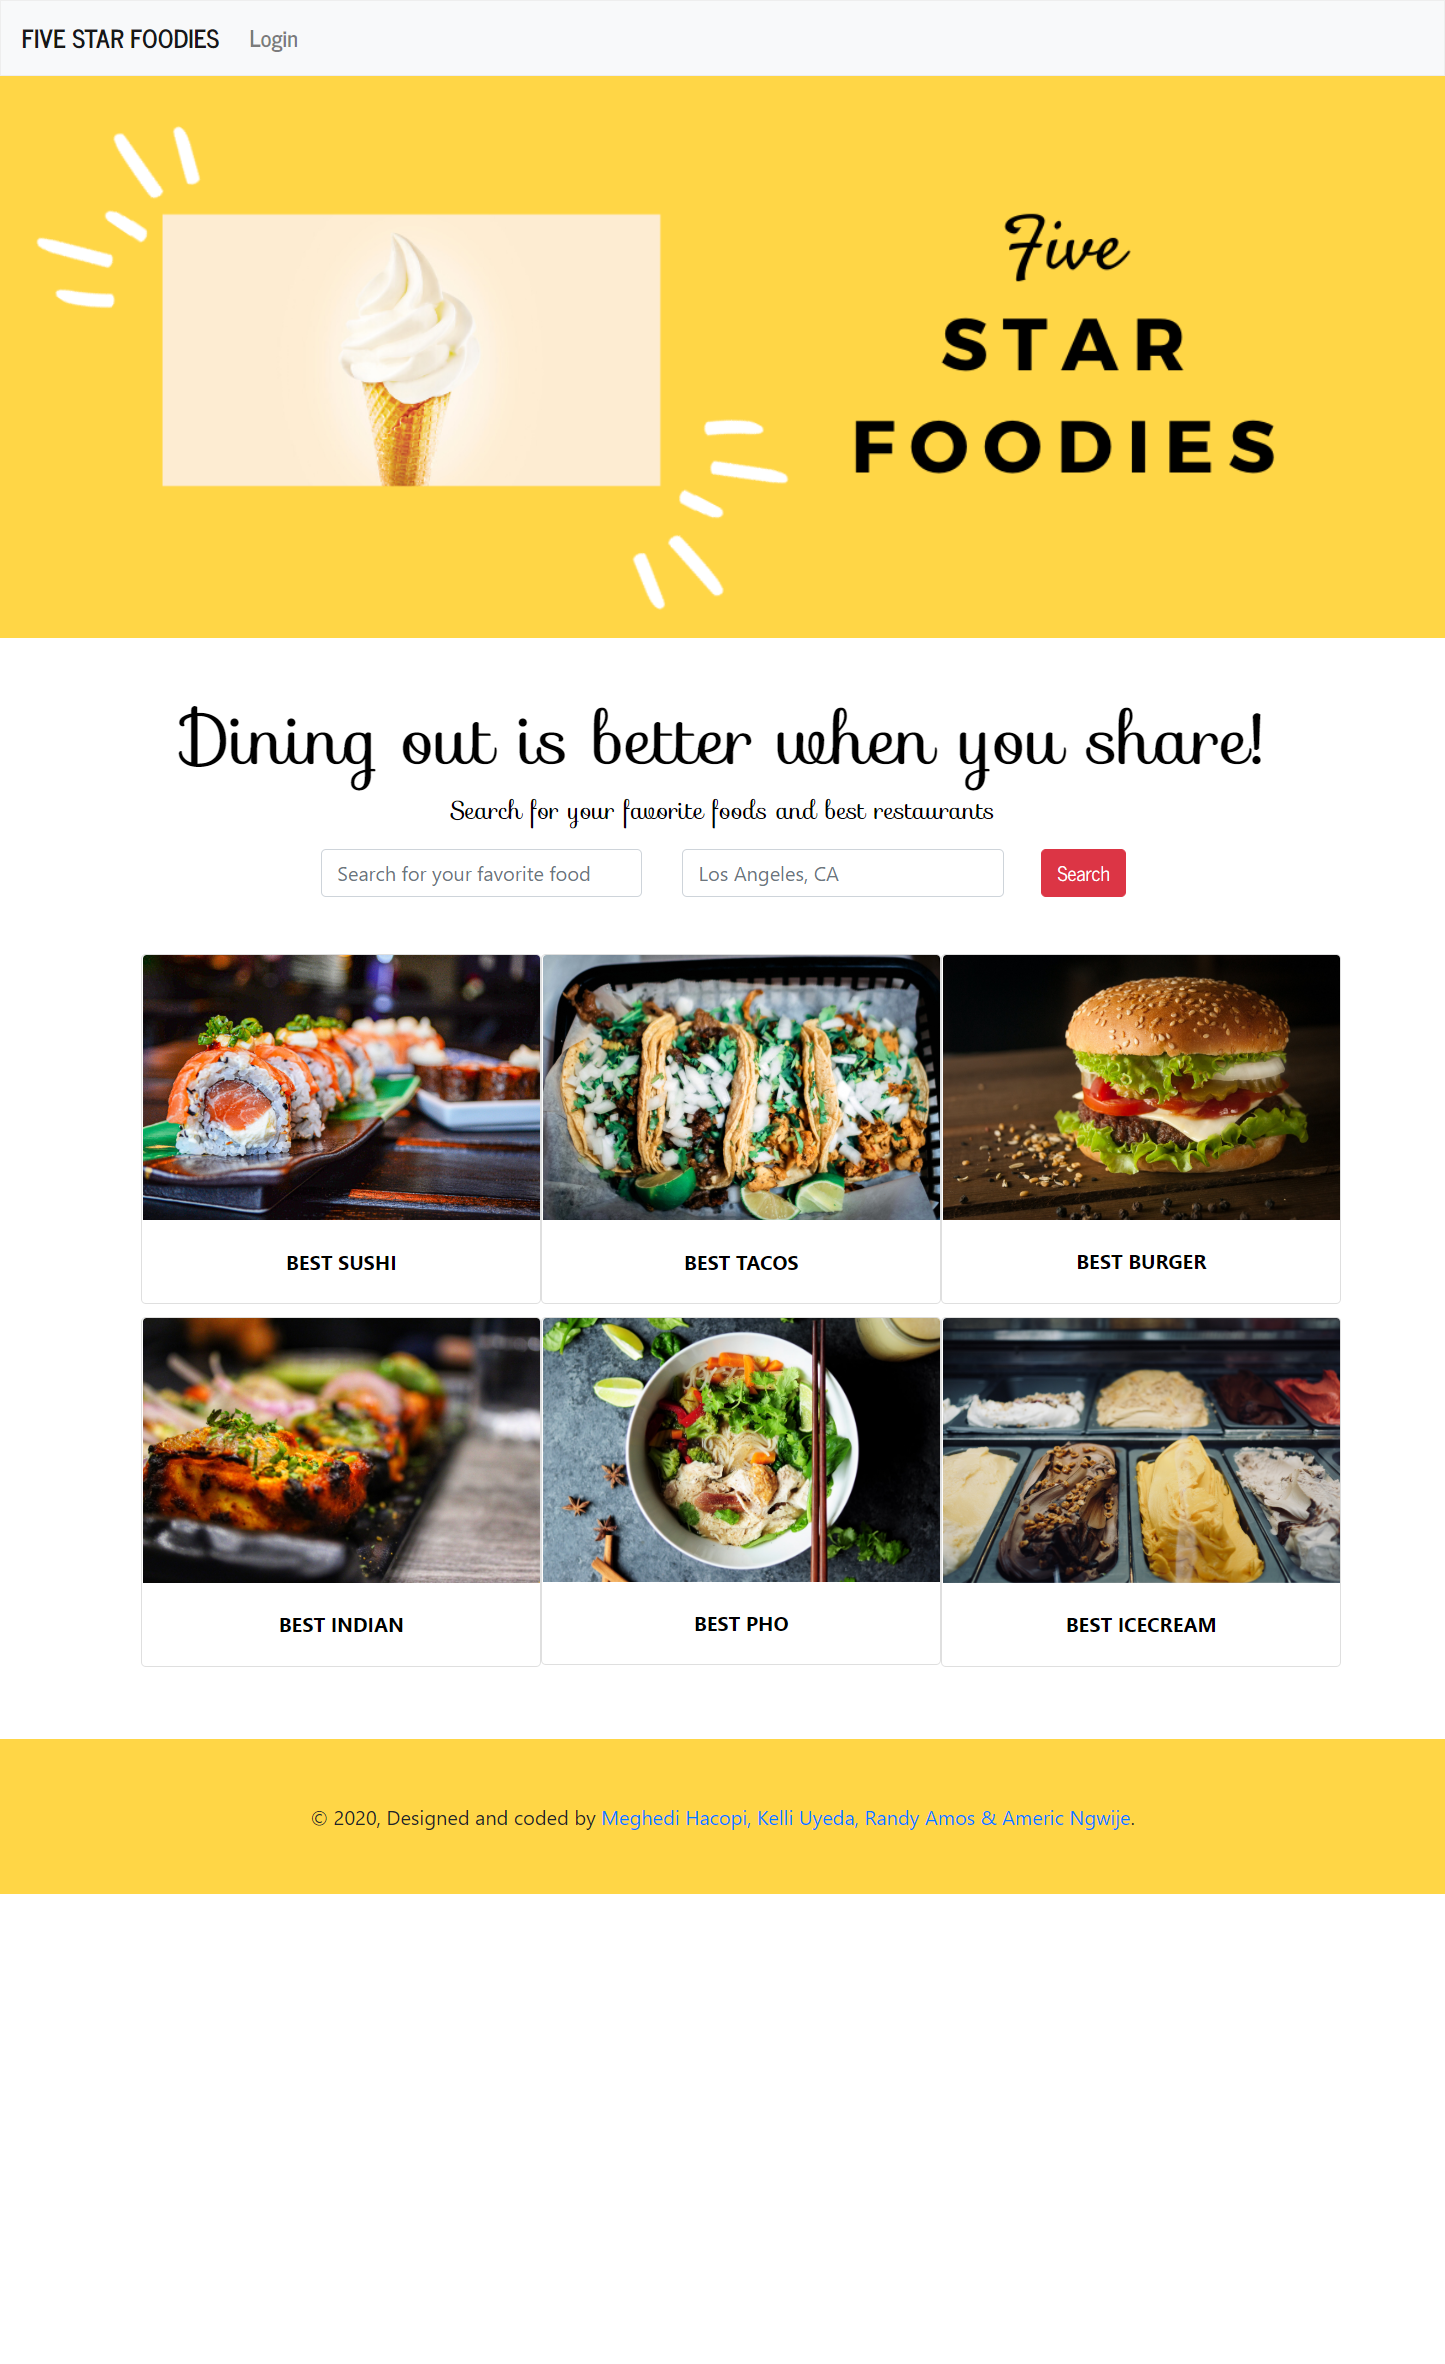 FIVE STAR FOODIES Login
Five
STAR
FOODIES
Dining out is better when you share!
Search for your favorite foods and best restaurants
Search for your favorite food Los Angeles, CA Search
BEST SUSHI BEST TACOS BEST BURGER
BEST INDIAN BEST PHO BEST ICECREAM
© 2020, Designed and coded by Meghedi Hacopi, Kelli Uyeda, Randy Amos & Americ Ngwije.